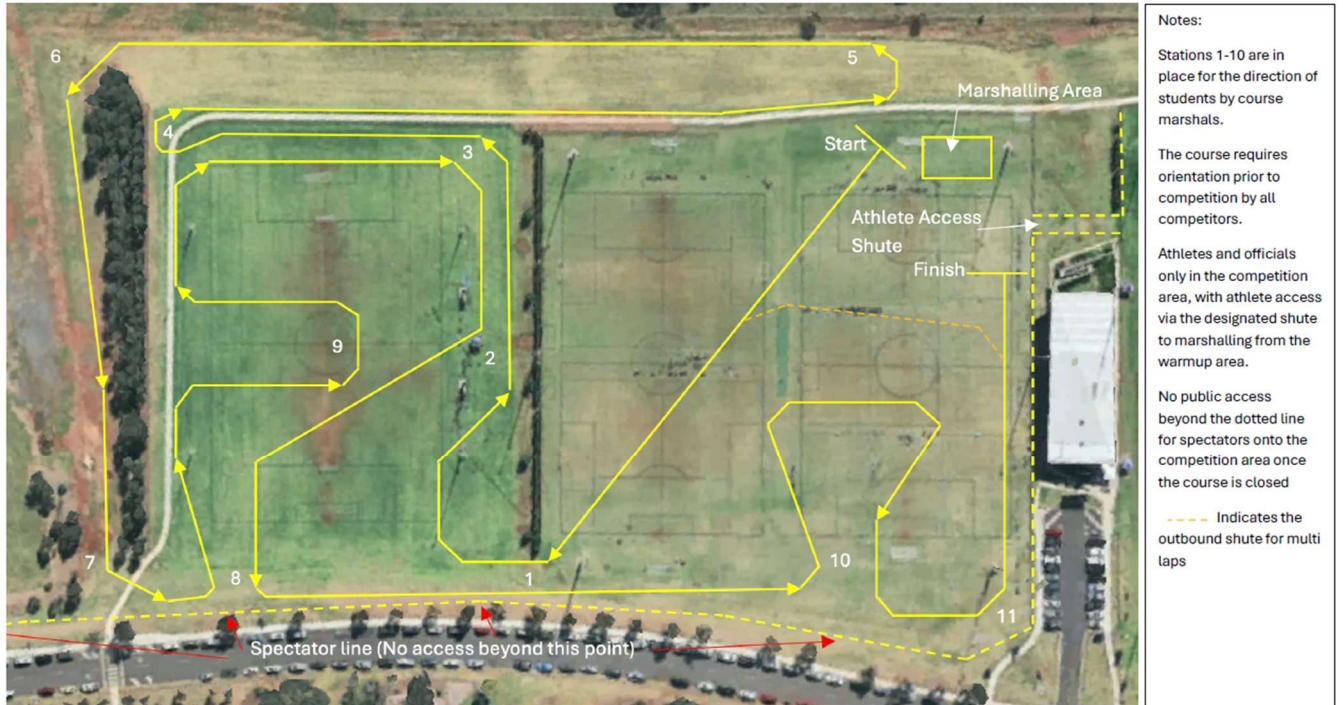 6
5
Marshalling Area
4
Start
3
Athlete Access
Shute
Finish
9
2
7
8
1
10
11
Spectator line (No access beyond this point)
Notes:
Stations 1-10 are in
place for the direction of
students by course
marshals.
The course requires
orientation prior to
competition by all
competitors.
Athletes and officials
only in the competition
area, with athlete access
via the designated shute
to marshalling from the
warmup area.
No public access
beyond the dotted line
for spectators onto the
competition area once
the course is closed
Indicates the
outbound shute for multi
laps